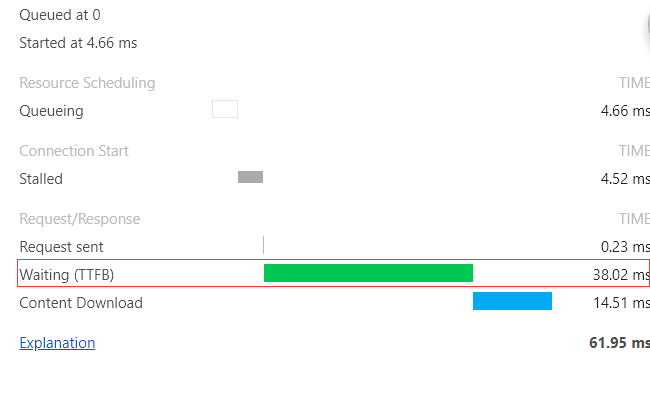 Queued at 0
Started at 4.66 ms
Resource Scheduling TIME
Queueing 4.66 ms
Connection Start TIME
Stalled 4.52 ms
Request/Response TIME
Request sent 0.23 ms
Waiting (TTFB) 38.02 ms
Content Download 14.51 ms
Explanation 61.95 ms